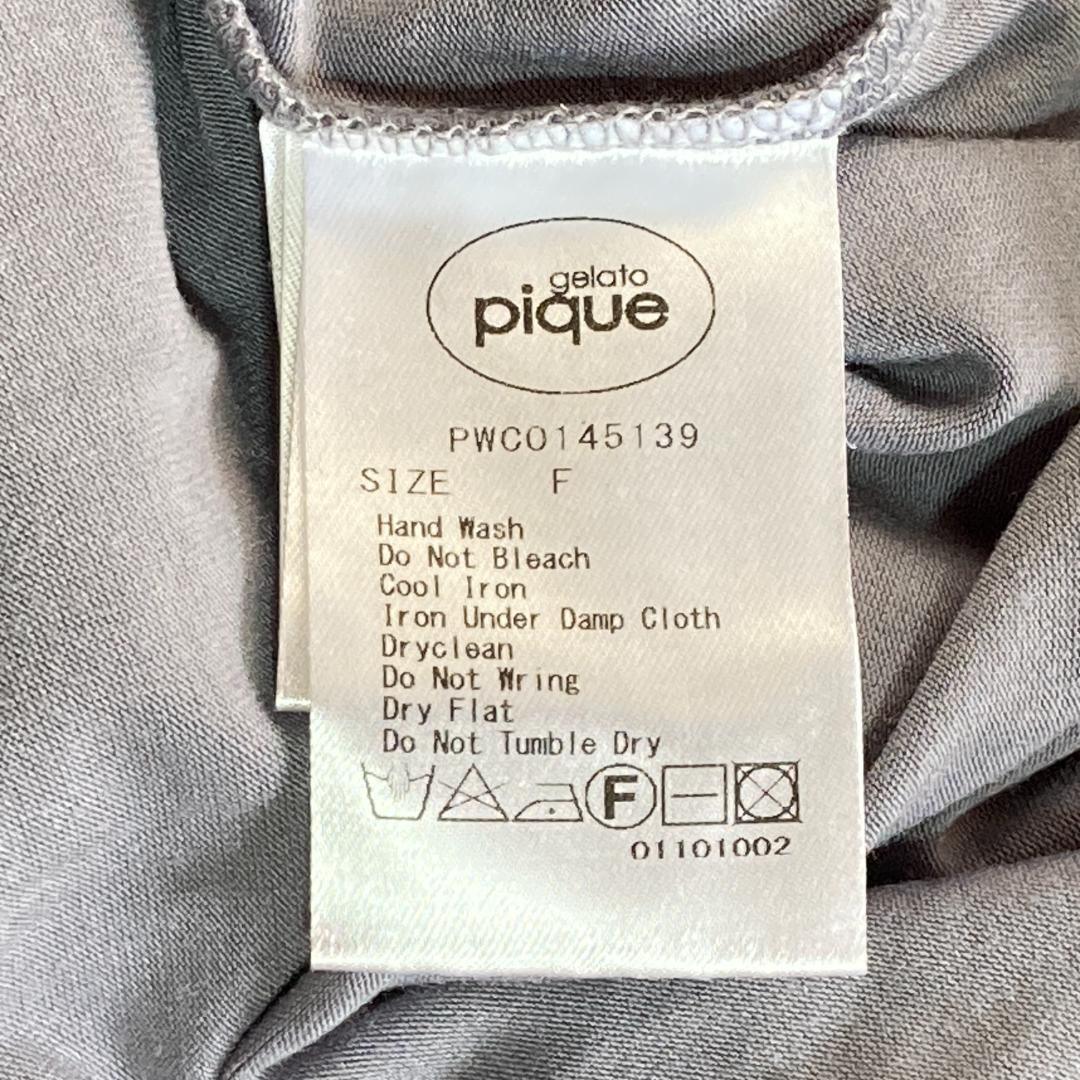 gelato
pique
PWCO145139
SIZE F
Hand Wash
Do Not Bleach
Cool Iron
Iron Under Damp Cloth
Dryclean
Do Not Wring
Dry Flat
Do Not Tumble Dry
F
01101002